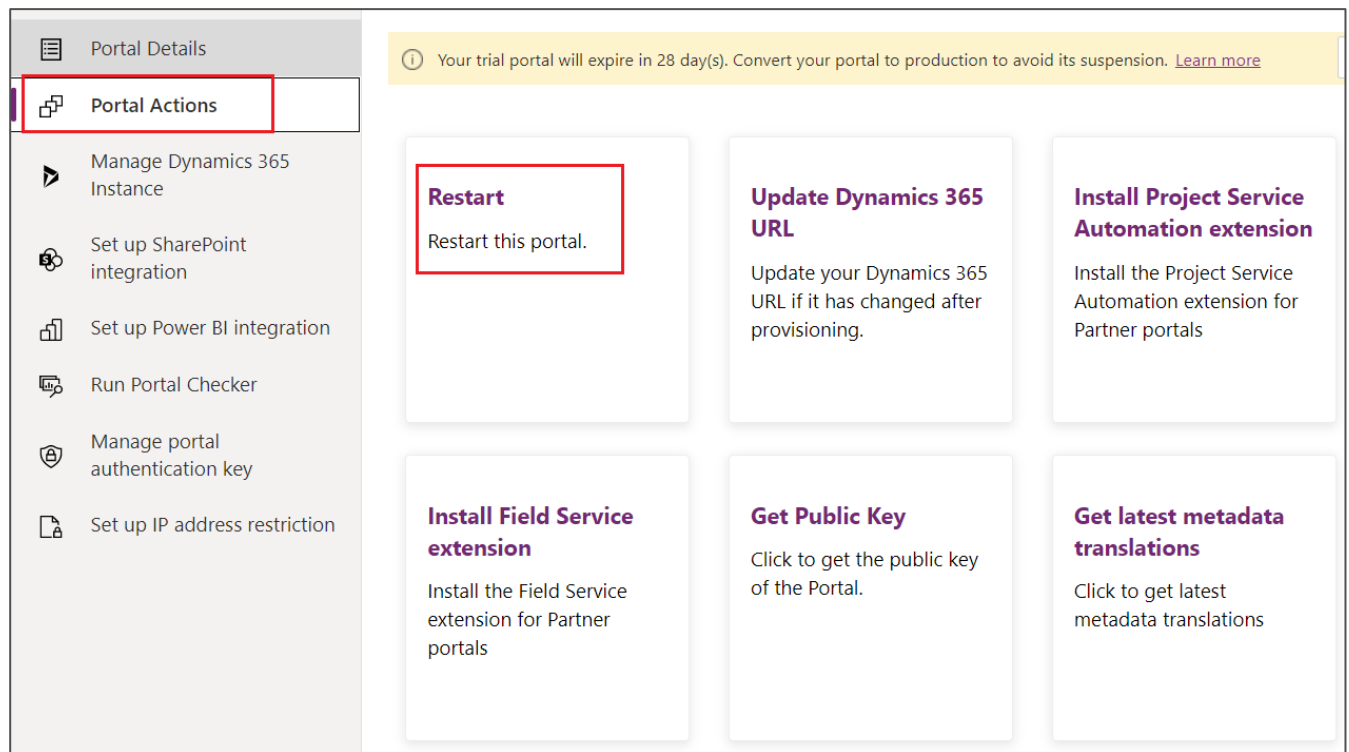 Portal Details
Portal Actions
Manage Dynamics 365
Instance
Set up SharePoint
integration
Set up Power BI integration
Run Portal Checker
Manage portal
authentication key
Set up IP address restriction
Your trial portal will expire in 28 day(s). Convert your portal to production to avoid its suspension. Learn more
Restart
Restart this portal.
Update Dynamics 365
URL
Update your Dynamics 365
URL if it has changed after
provisioning.
Install Project Service
Automation extension
Install the Project Service
Automation extension for
Partner portals
Install Field Service
extension
Install the Field Service
extension for Partner
portals
Get Public Key
Click to get the public key
of the Portal.
Get latest metadata
translations
Click to get latest
metadata translations